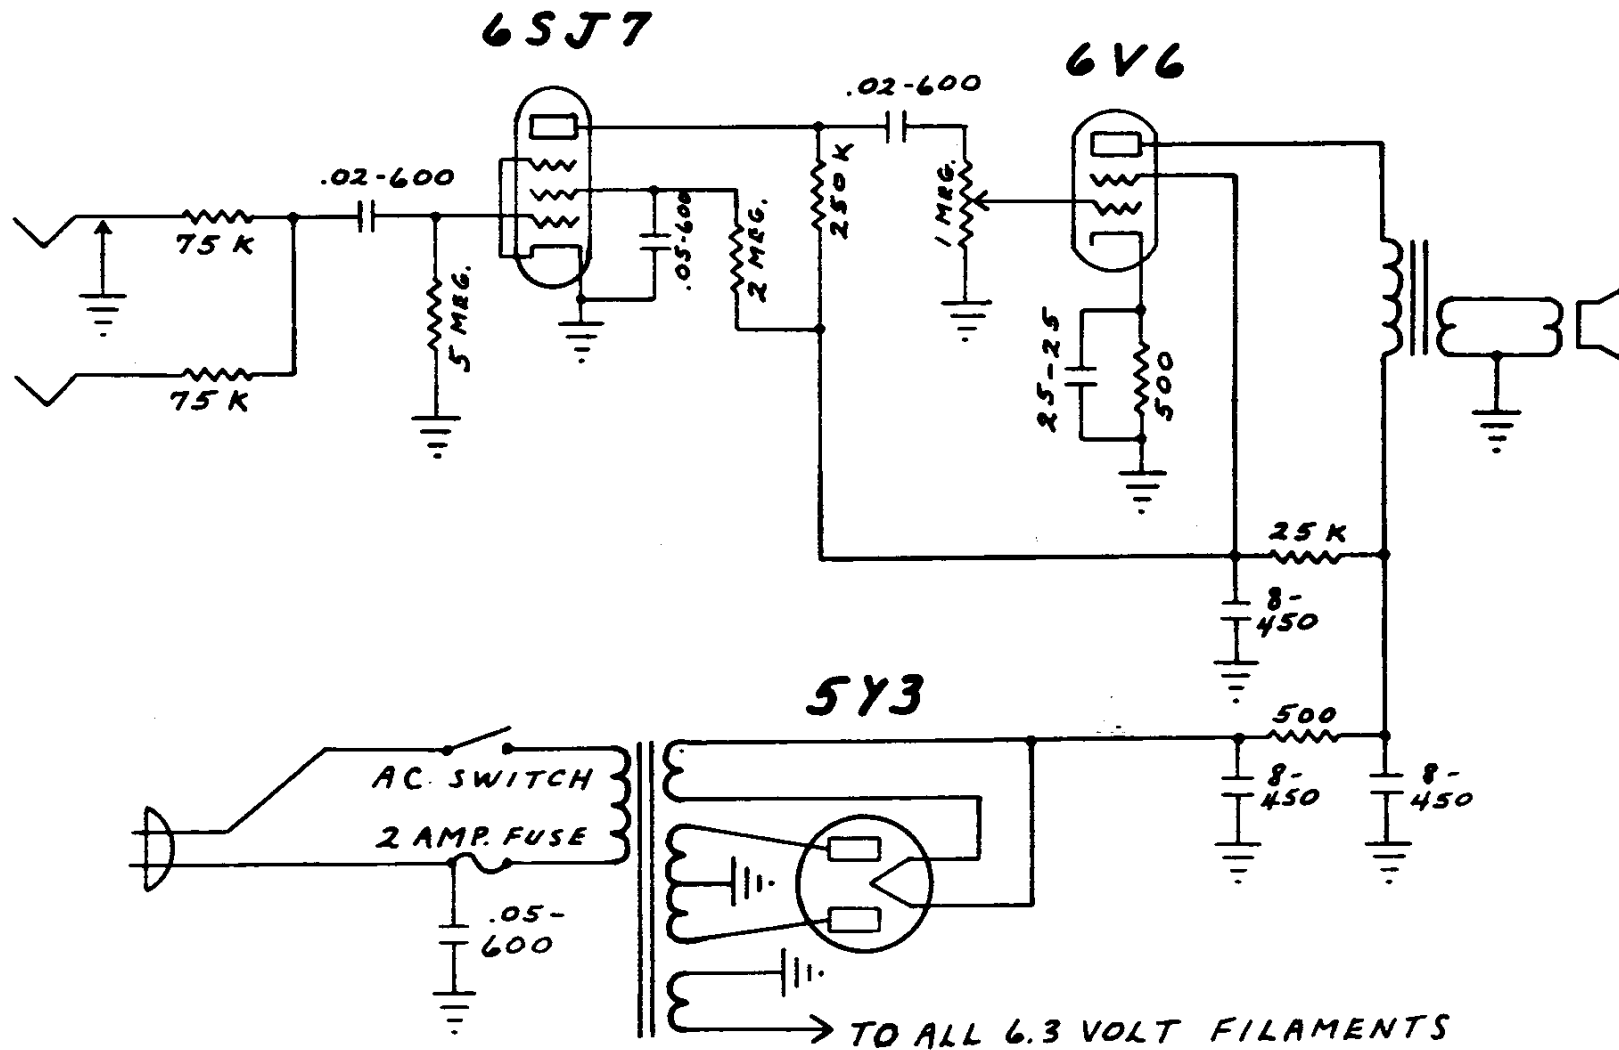 6SJ7
6V6
.02-600
.02-600
75 K
5 MEG.
.05-600
2 MEG.
250 K
1 MEG.
75 K
25-25
500
25 K
8-
450
5Y3
500
A C. SWITCH
8-
450
8-
450
2 AMP. FUSE
.05-
600
TO ALL 6.3 VOLT FILAMENTS